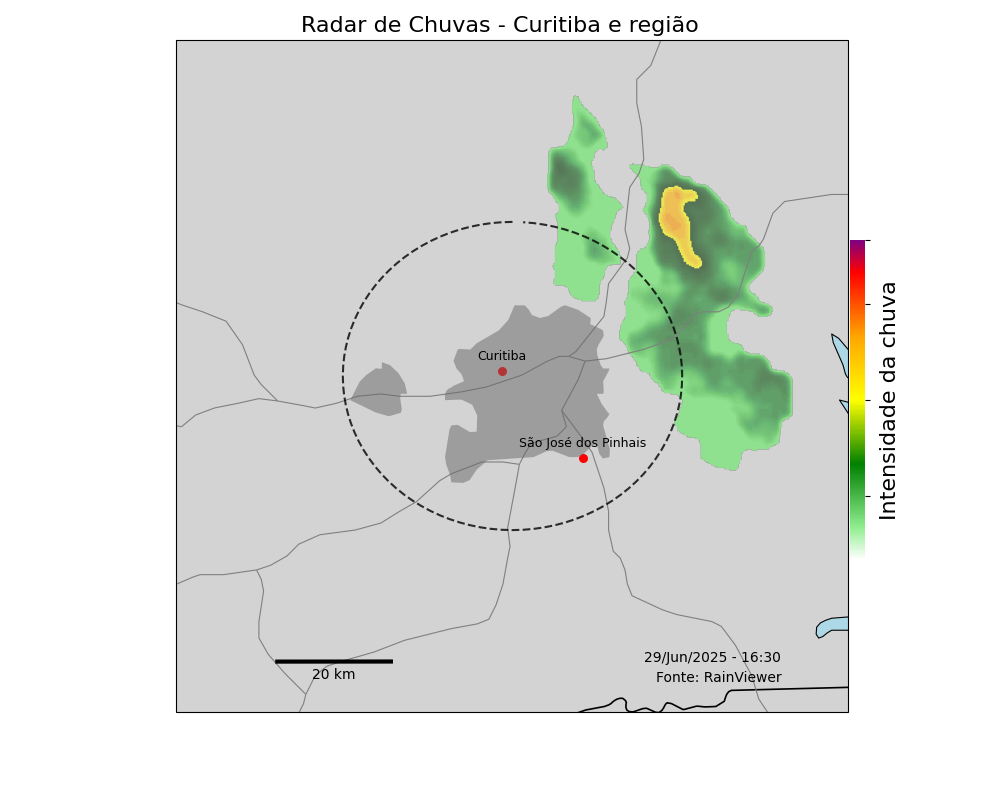 Radar de Chuvas - Curitiba e região
Curitiba
São José dos Pinhais
Intensidade da chuva
20 km
29/Jun/2025 - 16:30
Fonte: RainViewer